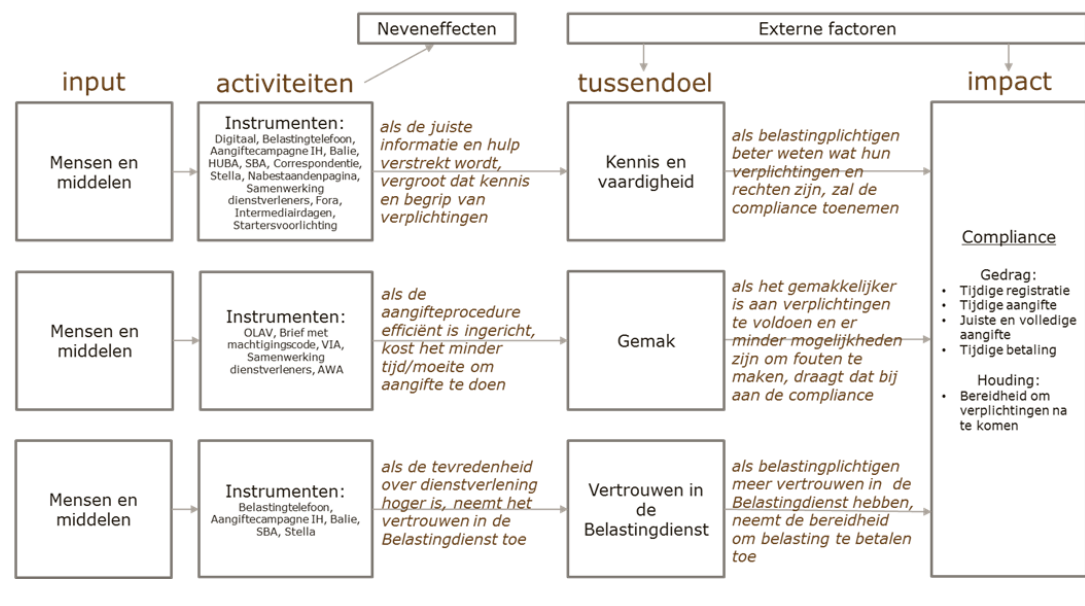 Neveneffecten
Externe factoren
input
activiteiten
tussendoel
impact
Mensen en
middelen
Instrumenten:
Digitaal, Belastingtelefoon,
Aangiftecampagne IH, Balie,
HUBA, SBA, Correspondentie,
Stella, Nabestaandenpagina,
Samenwerking
dienstverleners, Fora,
Intermediairdagen,
Startersvoorlichting
als de juiste
informatie en hulp
verstrekt wordt,
vergroot dat kennis
en begrip van
verplichtingen
Kennis en
vaardigheid
als belastingplichtigen
beter weten wat hun
verplichtingen en
rechten zijn, zal de
compliance toenemen
Mensen en
middelen
Instrumenten:
OLAV, Brief met
machtigingscode, VIA,
Samenwerking
dienstverleners, AWA
als de
aangifteprocedure
efficiënt is ingericht,
kost het minder
tijd/moeite om
aangifte te doen
Gemak
als het gemakkelijker
is aan verplichtingen
te voldoen en er
minder mogelijkheden
zijn om fouten te
maken, draagt dat bij
aan de compliance
Mensen en
middelen
Instrumenten:
Belastingtelefoon,
Aangiftecampagne IH, Balie,
SBA, Stella
als de tevredenheid
over dienstverlening
hoger is, neemt het
vertrouwen in de
Belastingdienst toe
Vertrouwen in
de
Belastingdienst
als belastingplichtigen
meer vertrouwen in de
Belastingdienst hebben,
neemt de bereidheid
om belasting te betalen
toe
Compliance
Gedrag:
• Tijdige registratie
• Tijdige aangifte
• Juiste en volledige
aangifte
• Tijdige betaling
Houding:
• Bereidheid om
verplichtingen na
te komen